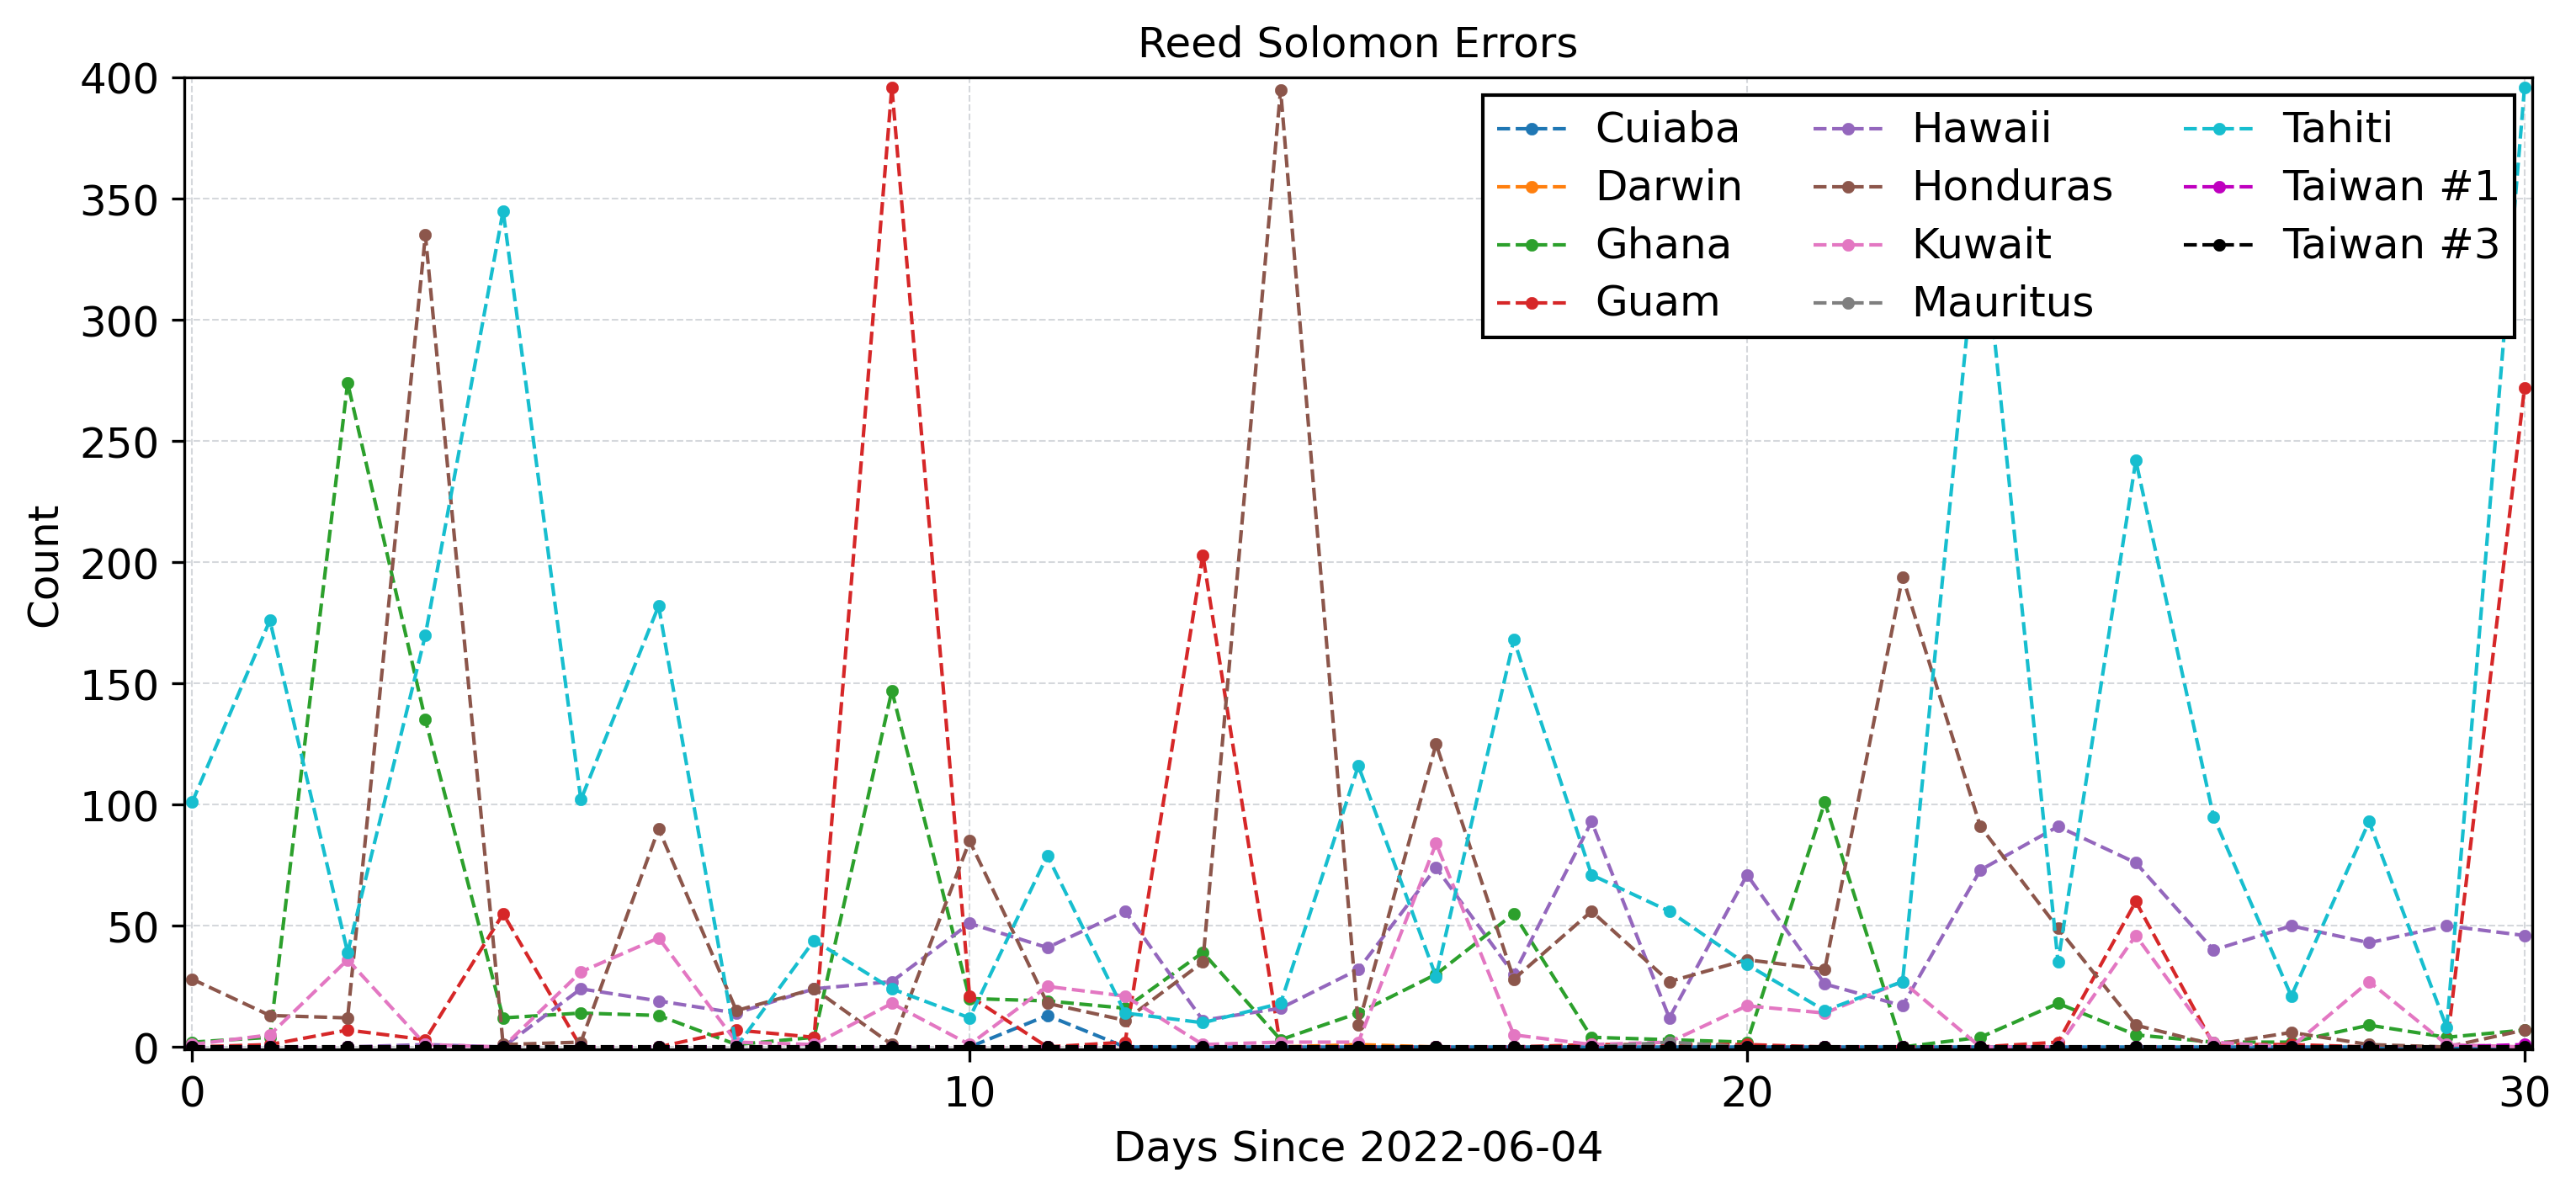 Reed Solomon Errors
400
350
300
250
200
150
100
50
0
Count
Cuiaba
Darwin
Ghana
Guam
Hawaii
Honduras
Kuwait
Mauritus
Tahiti
Taiwan #1
Taiwan #3
0 10 20 30
Days Since 2022-06-04